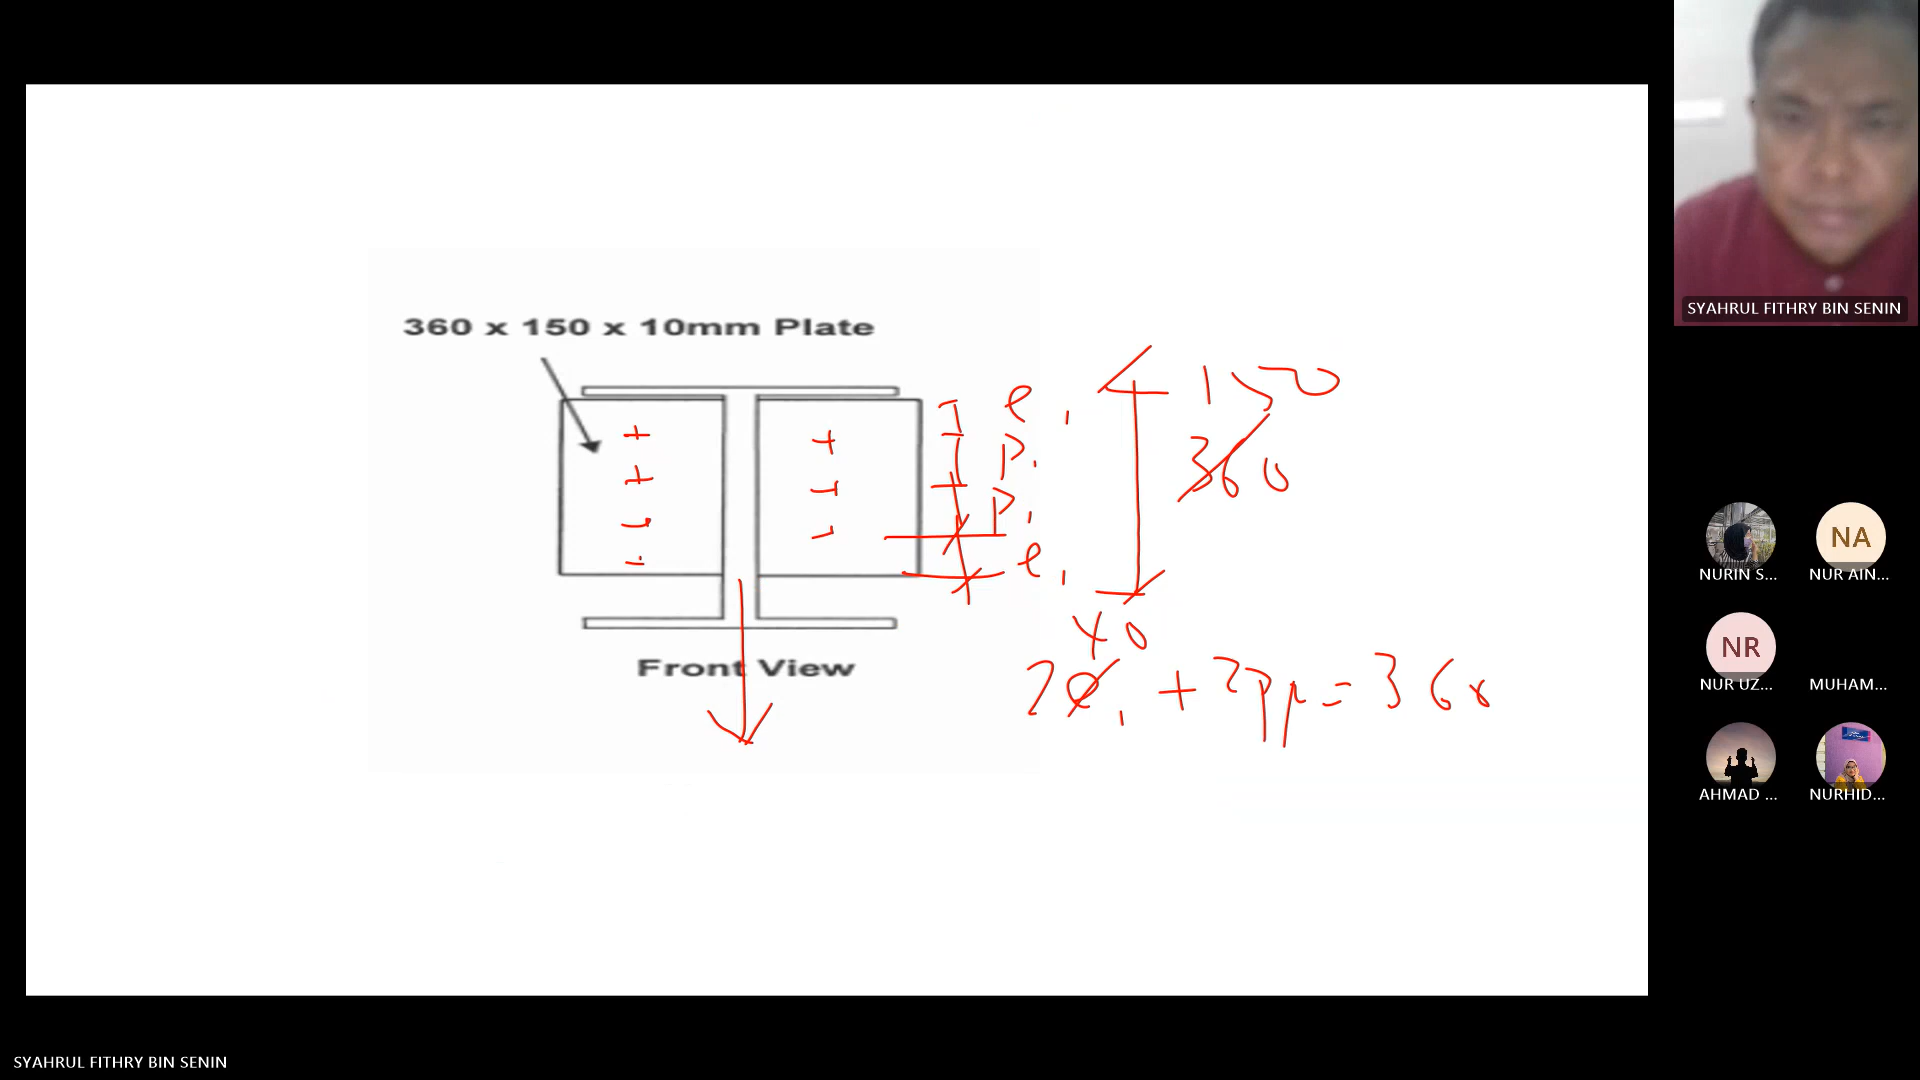 360 x 150 x 10mm Plate
e1
150
p1
360
p1
e1
40
Front View
2e1 + 2p1 = 360
SYAHRUL FITHRY BIN SENIN
NURIN S...
NA
NUR AIN...
NR
NUR UZ...
MUHAM...
AHMAD ...
NURHID...
SYAHRUL FITHRY BIN SENIN